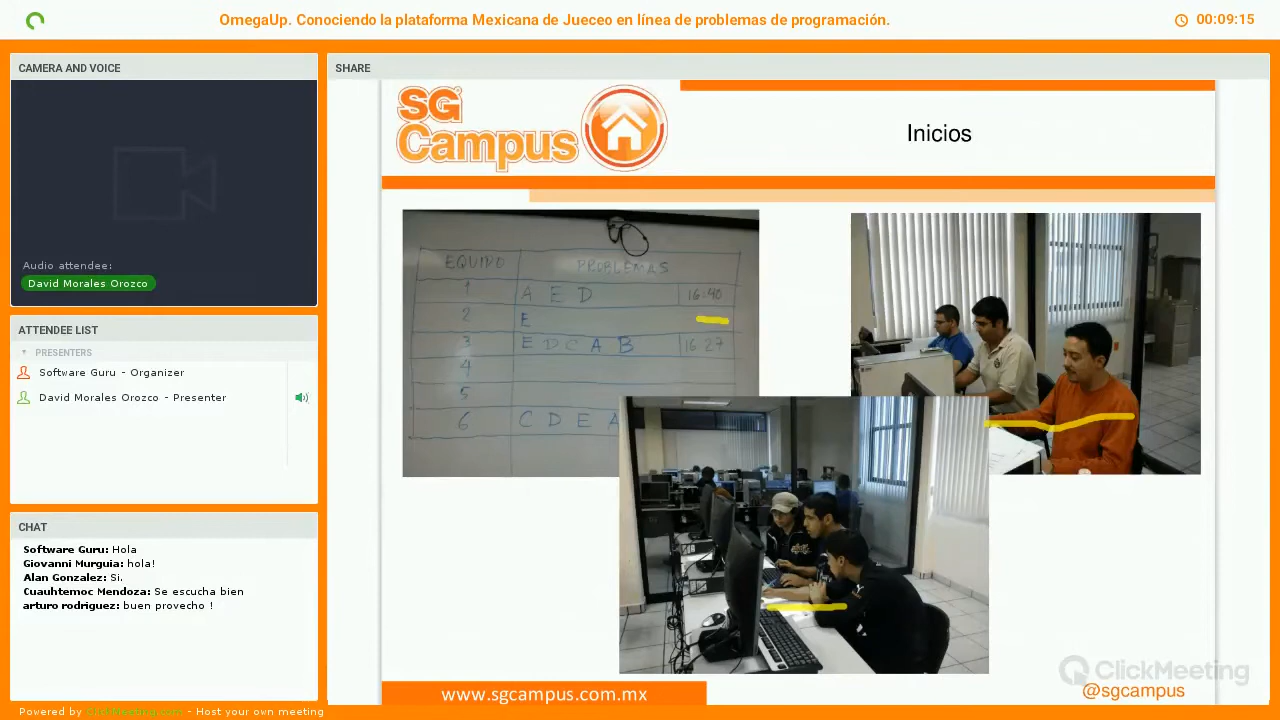 OmegaUp. Conociendo la plataforma Mexicana de Jueceo en línea de problemas de programación.
00:09:15
CAMERA AND VOICE
Audio attendee:
David Morales Orozco
ATTENDEE LIST
PRESENTERS
Software Guru - Organizer
David Morales Orozco - Presenter
CHAT
Software Guru: Hola
Giovanni Murguia: hola!
Alan Gonzalez: Si.
Cuauhtemoc Mendoza: Se escucha bien
arturo rodriguez: buen provecho !
SHARE
SG
Campus
Inicios
EQUIPO PROBLEMAS
1 A E D 16:40
2 E
3 E D C A B 16 27
4
5
6 C D E A
www.sgcampus.com.mx
ClickMeeting
@sgcampus
Powered by ClickMeeting.com - Host your own meeting